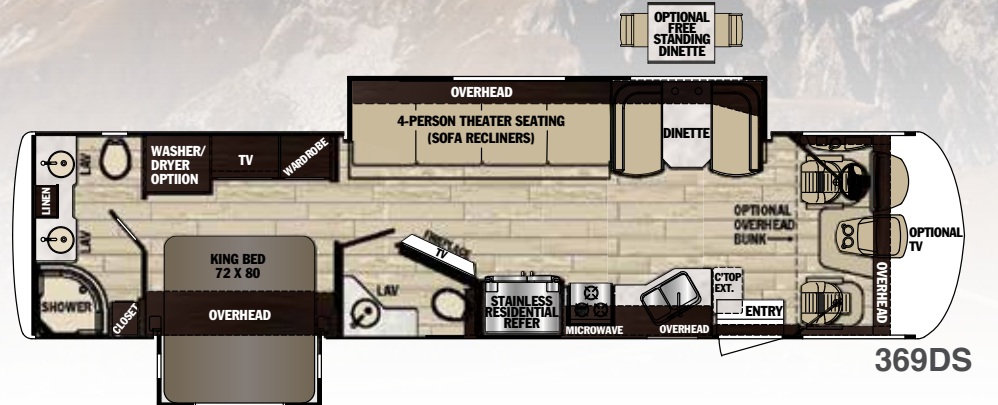 OPTIONAL
FREE
STANDING
DINETTE
OVERHEAD
4-PERSON THEATER SEATING
(SOFA RECLINERS)
DINETTE
LAV
WASHER/
DRYER
OPTIION
TV
WARDROBE
LINEN
LAV
OPTIONAL
OVERHEAD
BUNK
OPTIONAL
TV
KING BED
72 X 80
FIREPLACE
TV
SHOWER
CLOSET
OVERHEAD
LAV
STAINLESS
RESIDENTIAL
REFER
MICROWAVE
OVERHEAD
C'TOP
EXT.
ENTRY
OVERHEAD
369DS